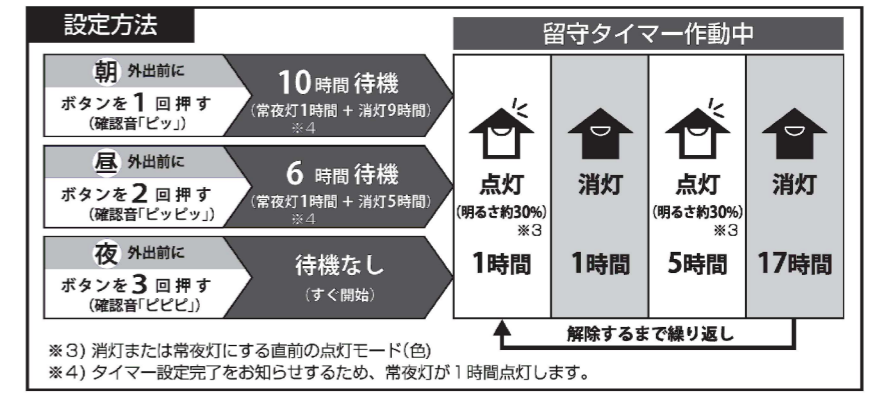 設定方法
留守タイマー作動中
朝 外出前に
ボタンを1回押す
(確認音「ピッ」)
10時間待機
(常夜灯1時間 + 消灯9時間)
※4
昼 外出前に
ボタンを2回押す
(確認音「ピッピッ」)
6時間待機
(常夜灯1時間 + 消灯5時間)
※4
夜 外出前に
ボタンを3回押す
(確認音「ピピピ」)
待機なし
(すぐ開始)
点灯
(明るさ約30%)
※3
1時間
消灯
1時間
点灯
(明るさ約30%)
※3
5時間
消灯
17時間
解除するまで繰り返し
※3) 消灯または常夜灯にする直前の点灯モード(色)
※4) タイマー設定完了をお知らせするため、常夜灯が1時間点灯します。